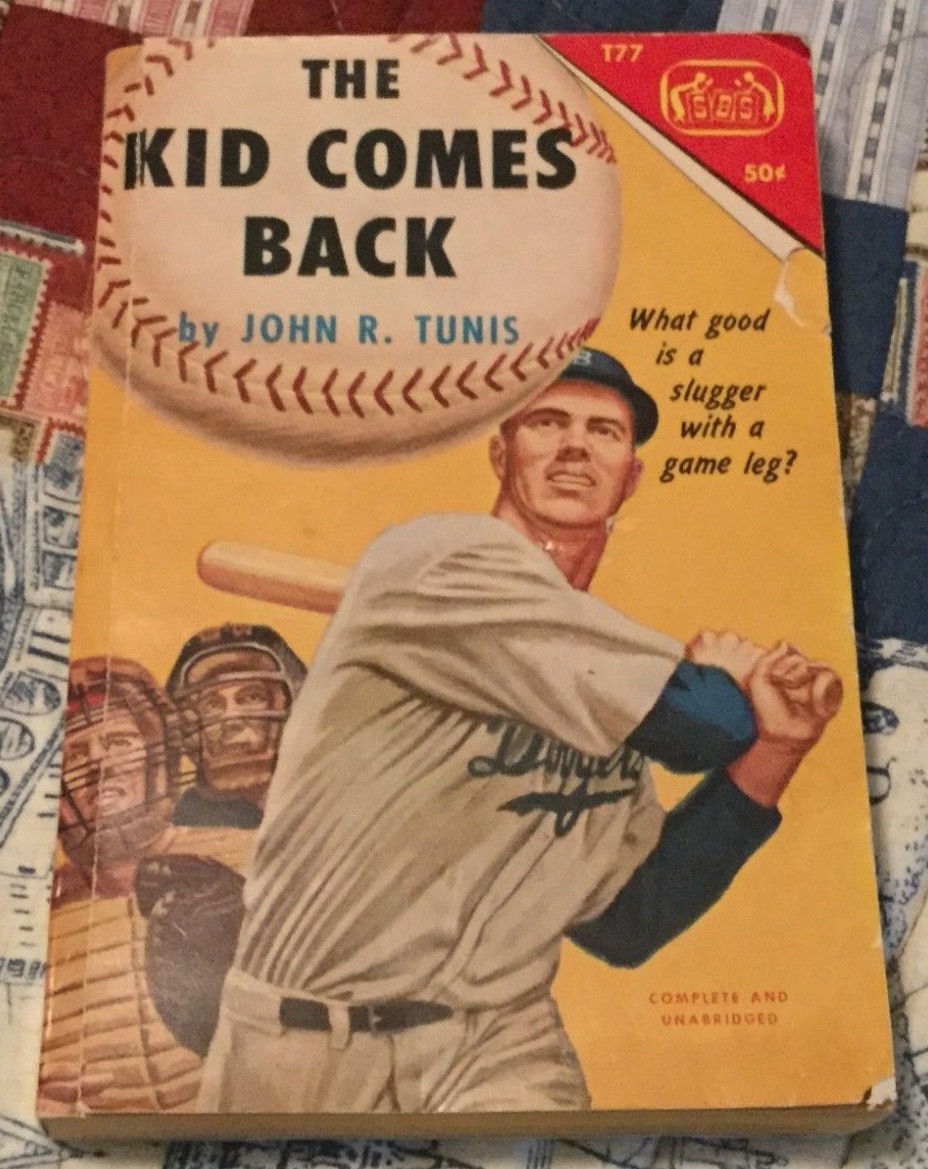 THE
KID COMES
BACK
by JOHN R. TUNIS
T77
SBS
50¢
What good
is a
slugger
with a
game leg?
B
Dodgers
COMPLETE AND
UNABRIDGED